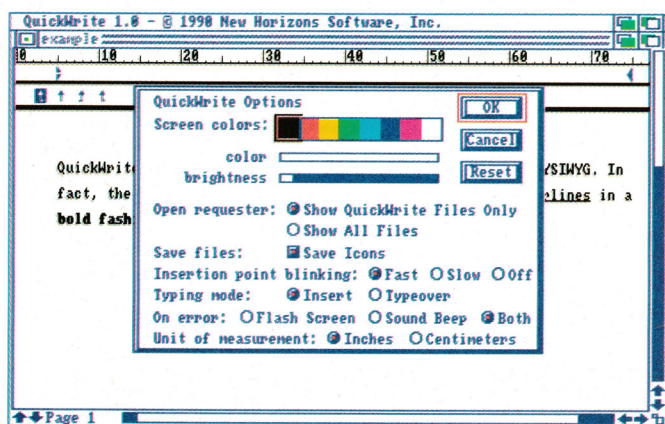 QuickWrite 1.0 - © 1990 New Horizons Software, Inc.
example
0 10 20 30 40 50 60 70
QuickWrite Options
OK
Screen colors:
Cancel
color
Reset
brightness
QuickWrite
YSIWYG. In
fact, the
rlines in a
bold fash
Open requester: Show QuickWrite Files Only
Show All Files
Save files: Save Icons
Insertion point blinking: Fast Slow Off
Typing mode: Insert Typeover
On error: Flash Screen Sound Beep Both
Unit of measurement: Inches Centimeters
Page 1